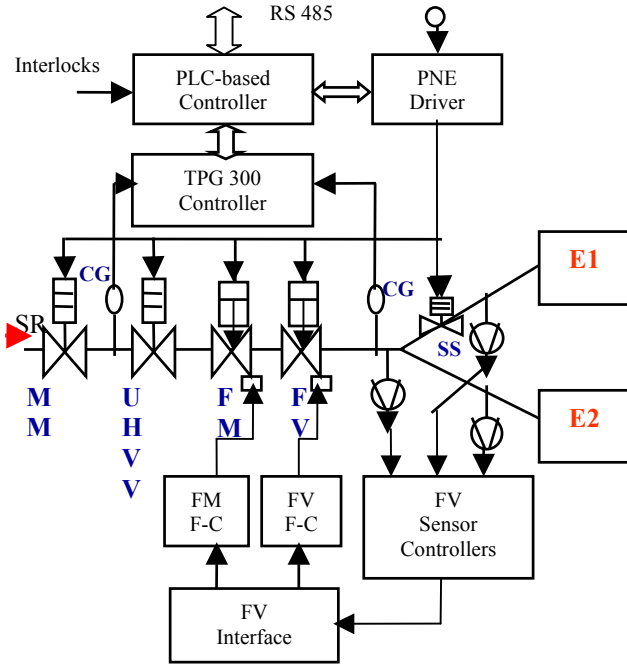 RS 485
Interlocks
PLC-based
Controller
PNE
Driver
TPG 300
Controller
CG
CG
E1
SR
SS
M
M
U
H
V
V
F
M
F
V
E2
FM
F-C
FV
F-C
FV
Sensor
Controllers
FV
Interface